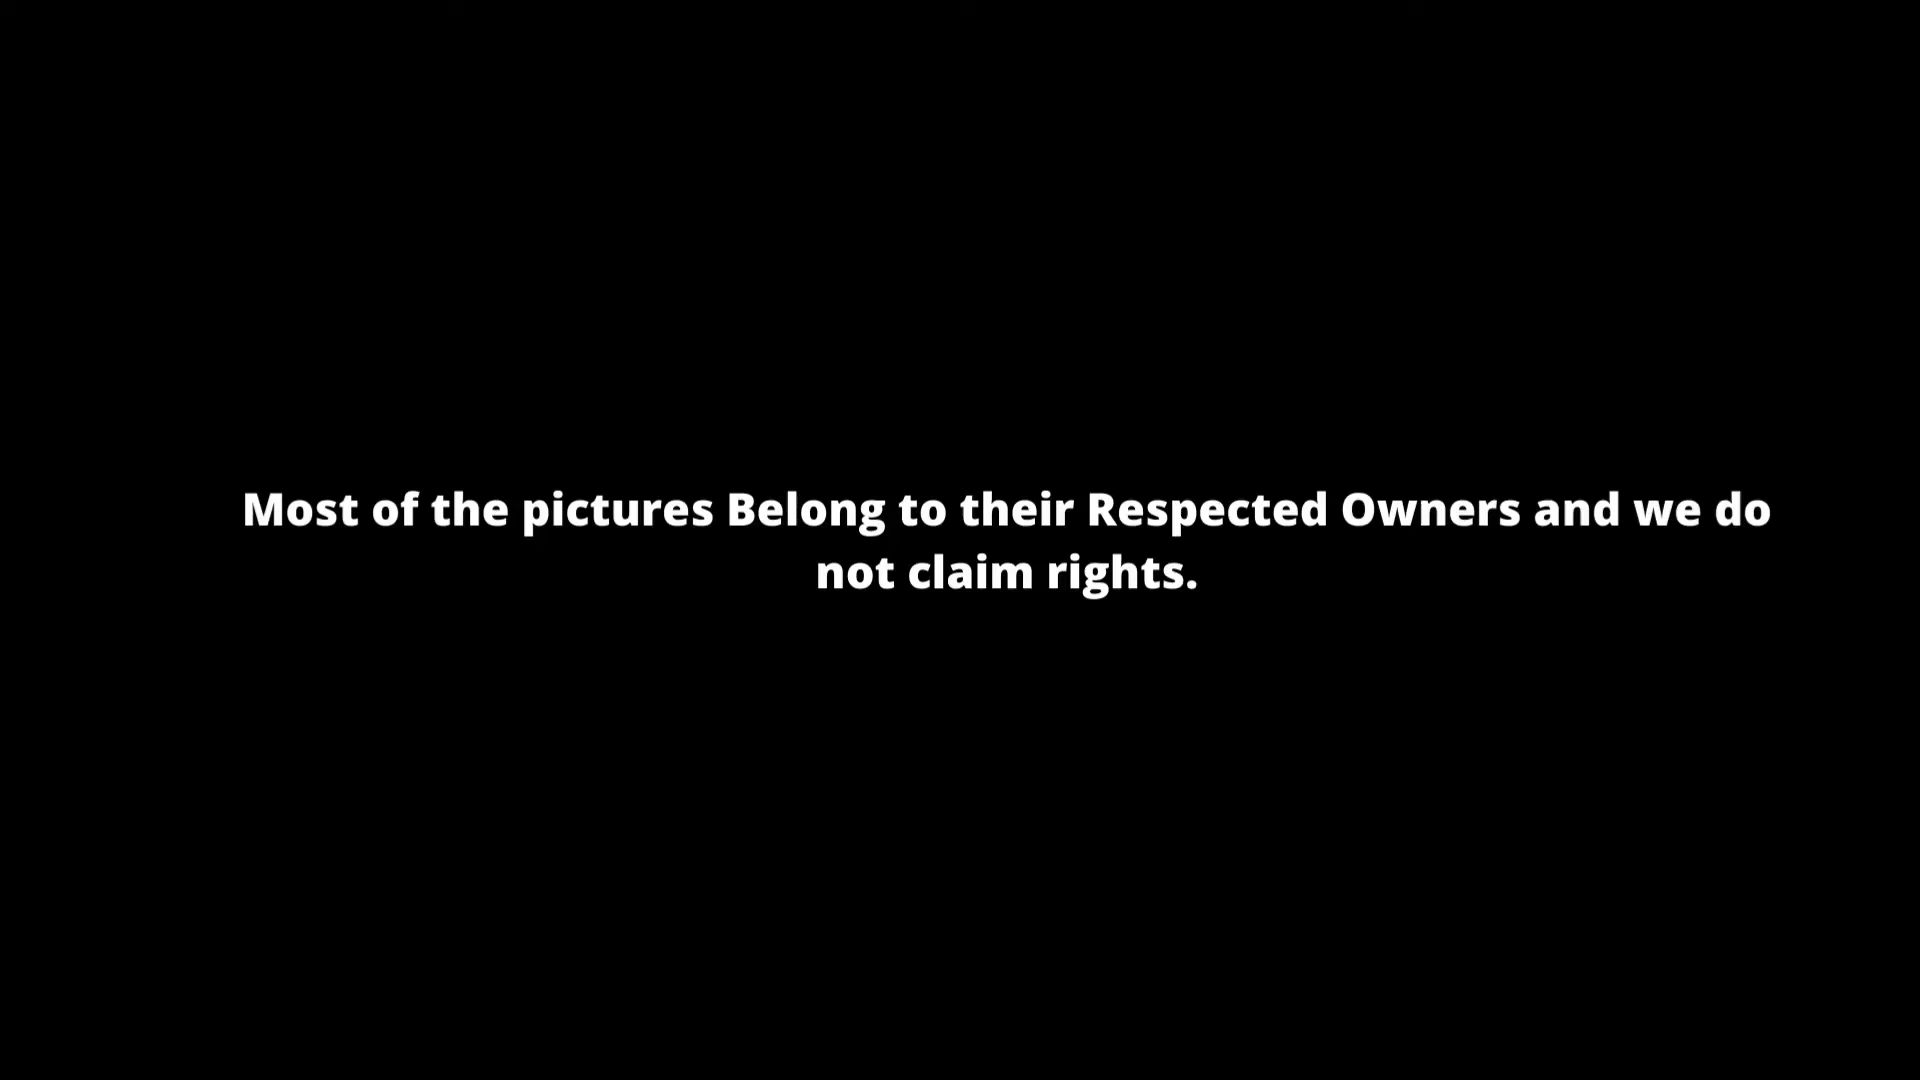 Most of the pictures Belong to their Respected Owners and we do
not claim rights.